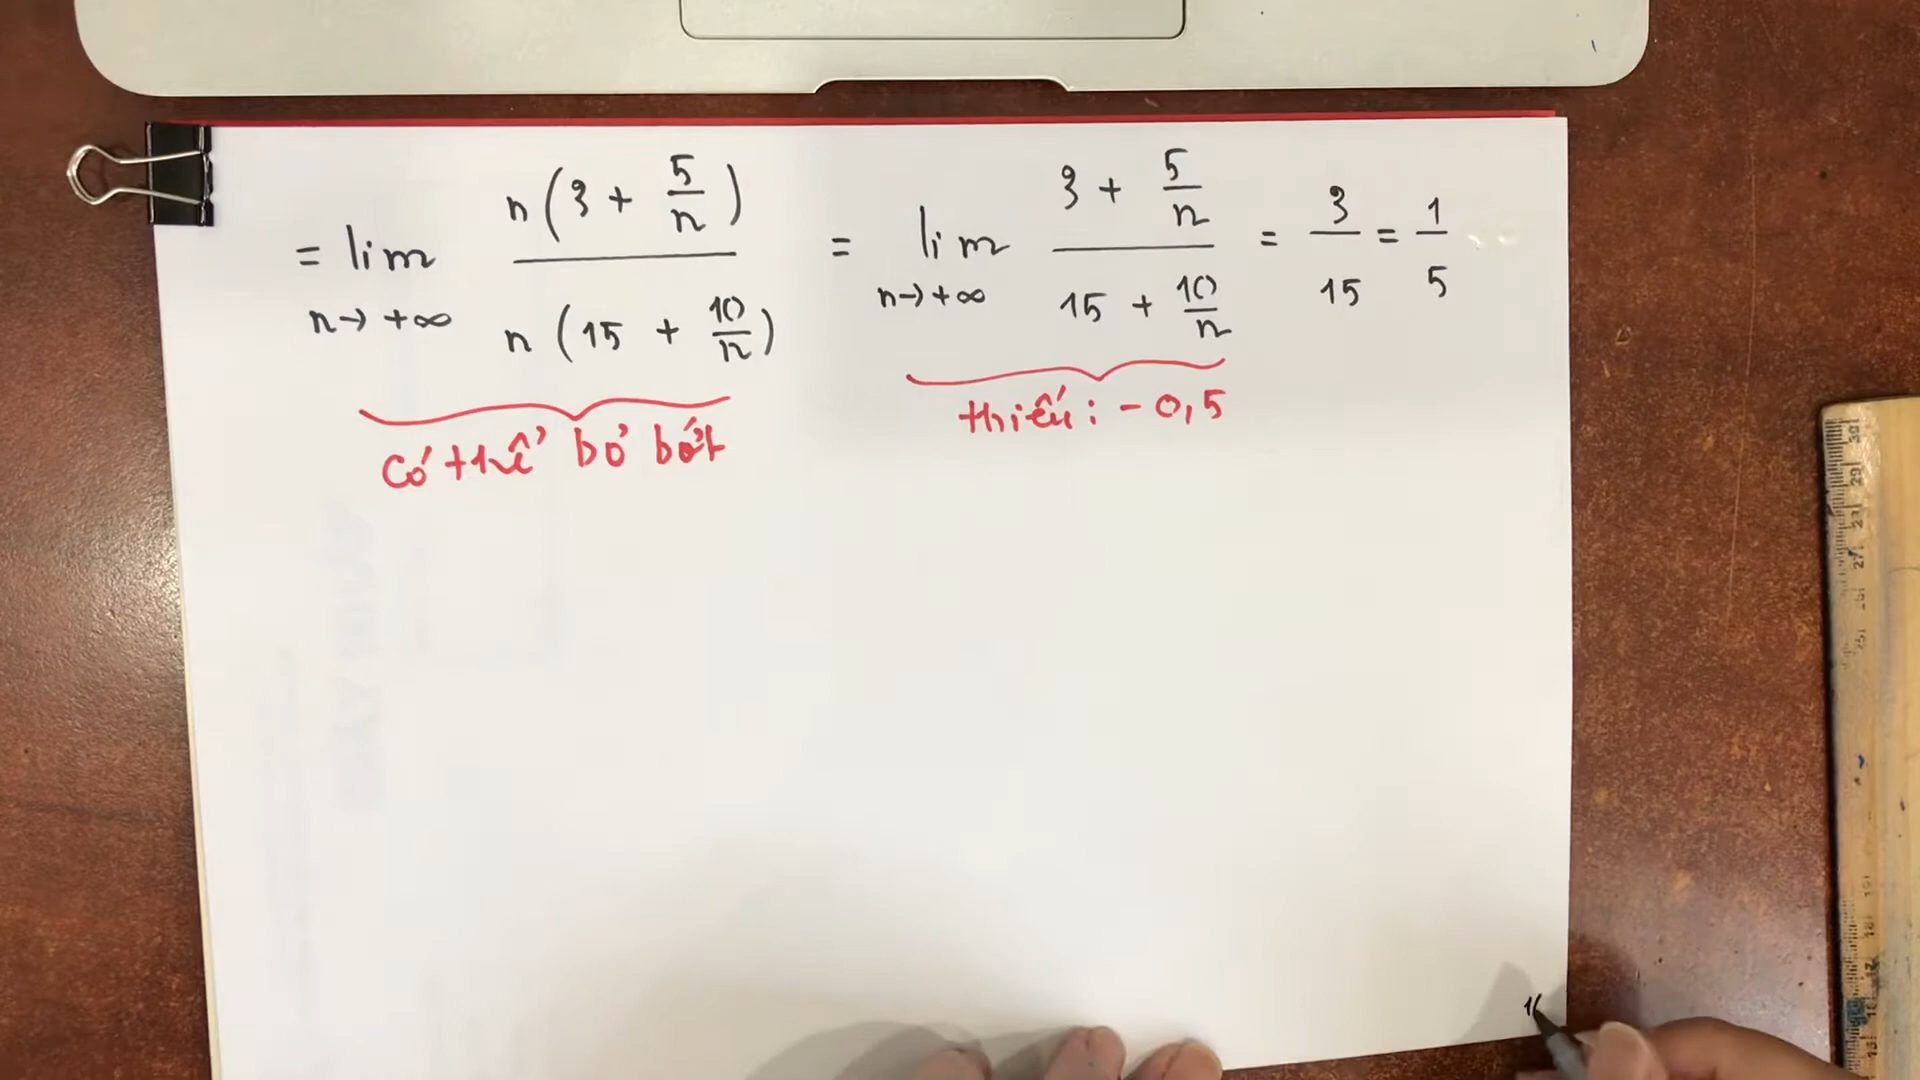 = lim n→+∞ n(3 + 5/n) / n(15 + 10/n) = lim n→+∞ (3 + 5/n) / (15 + 10/n) = 3/15 = 1/5
thiếu: -0,5
có thể bỏ bớt